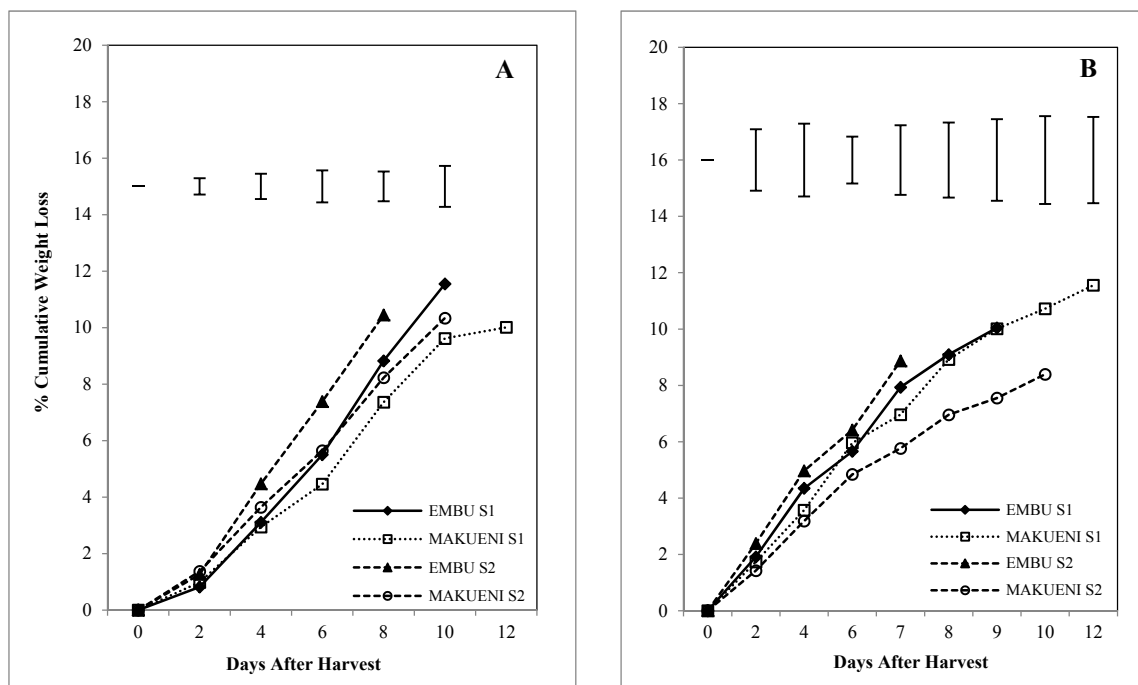 A
% Cumulative Weight Loss
20
18
16
14
12
10
8
6
4
2
0
EMBU S1
MAKUENI S1
EMBU S2
MAKUENI S2
0 2 4 6 8 10 12
Days After Harvest
B
20
18
16
14
12
10
8
6
4
2
0
EMBU S1
MAKUENI S1
EMBU S2
MAKUENI S2
0 2 4 6 7 8 9 10 12
Days After Harvest